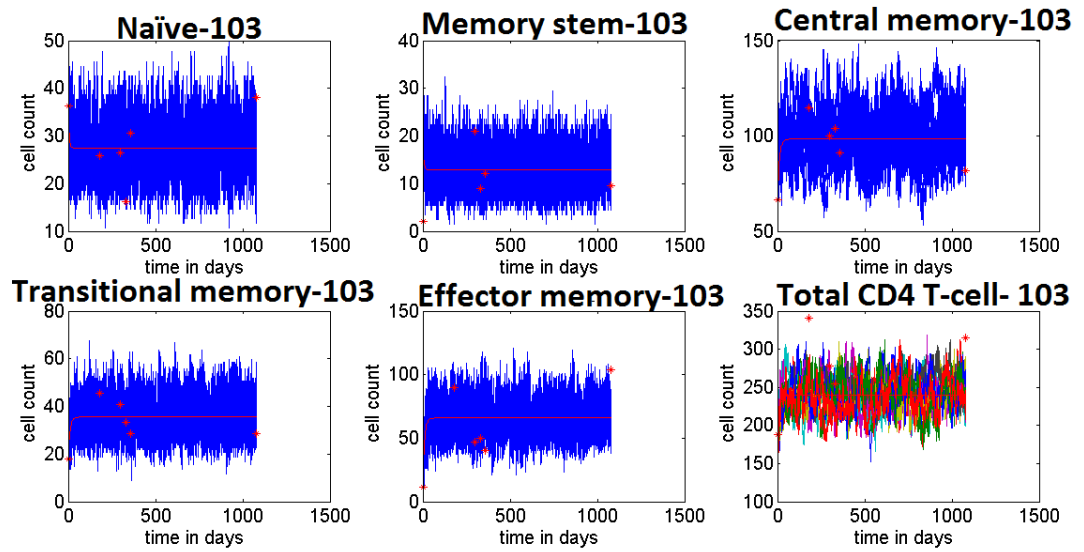 Naïve-103
50
40
30
20
10
cell count
0 500 1000 1500
time in days
Memory stem-103
40
30
20
10
0
cell count
0 500 1000 1500
time in days
Central memory-103
150
100
50
cell count
0 500 1000 1500
time in days
Transitional memory-103
80
60
40
20
0
cell count
0 500 1000 1500
time in days
Effector memory-103
150
100
50
0
cell count
0 500 1000 1500
time in days
Total CD4 T-cell- 103
350
300
250
200
150
100
cell count
0 500 1000 1500
time in days